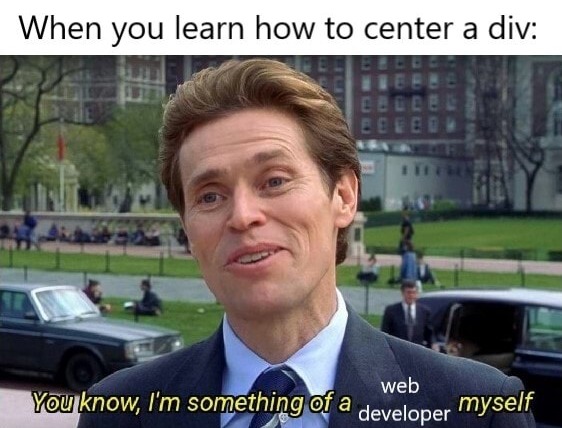 When you learn how to center a div:
You know, I'm something of a web developer myself